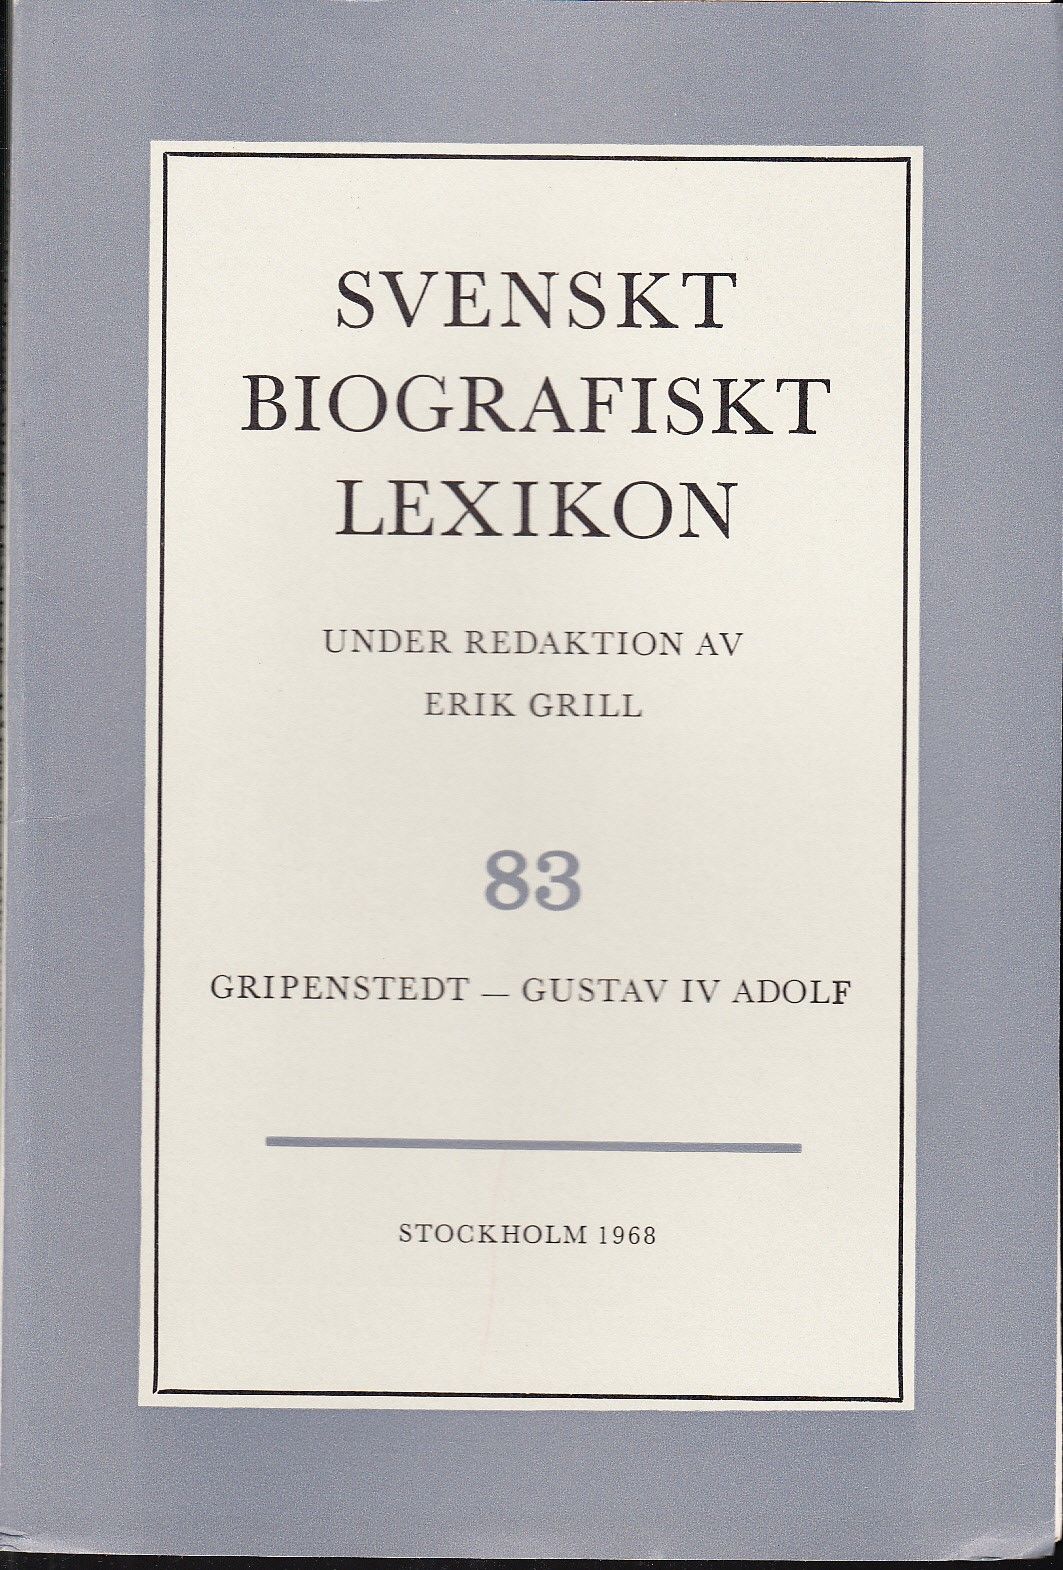 SVENSKT
BIOGRAFISKT
LEXIKON
UNDER REDAKTION AV
ERIK GRILL
83
GRIPENSTEDT — GUSTAV IV ADOLF
STOCKHOLM 1968